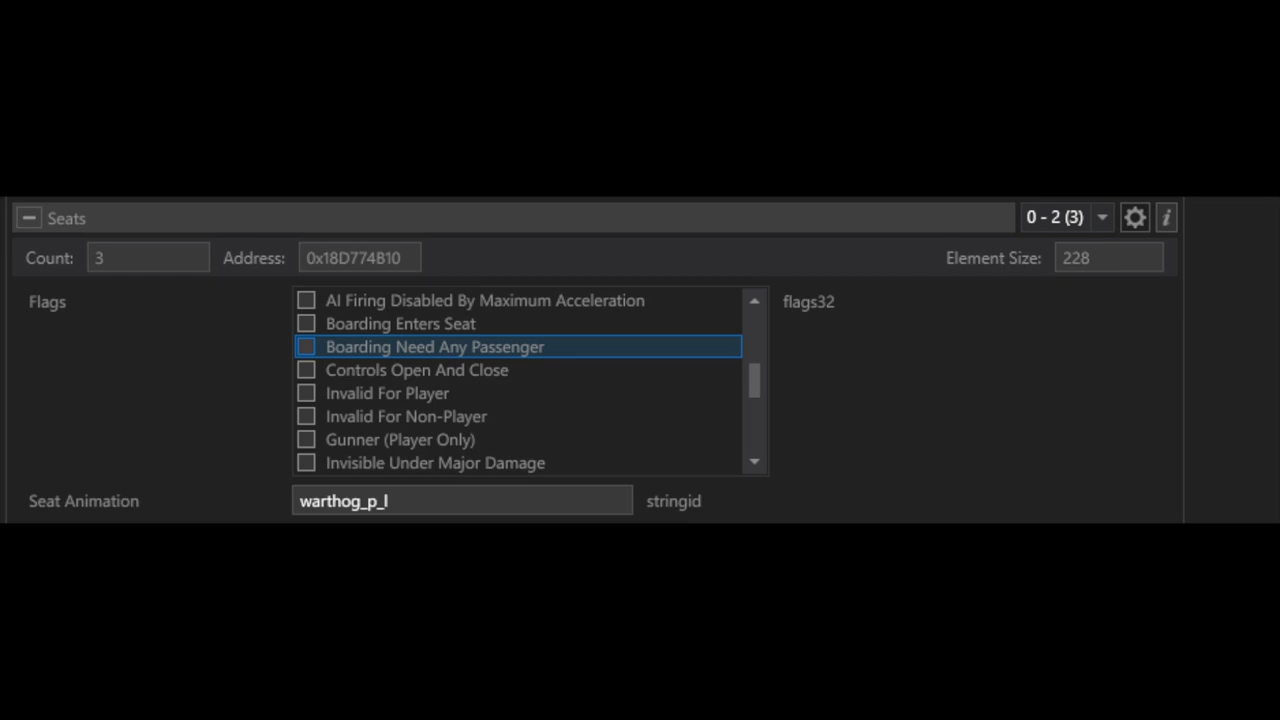 Seats 0 - 2 (3) i
Count: 3 Address: 0x18D774B10 Element Size: 228
Flags AI Firing Disabled By Maximum Acceleration flags32
Boarding Enters Seat
Boarding Need Any Passenger
Controls Open And Close
Invalid For Player
Invalid For Non-Player
Gunner (Player Only)
Invisible Under Major Damage
Seat Animation warthog_p_l stringid